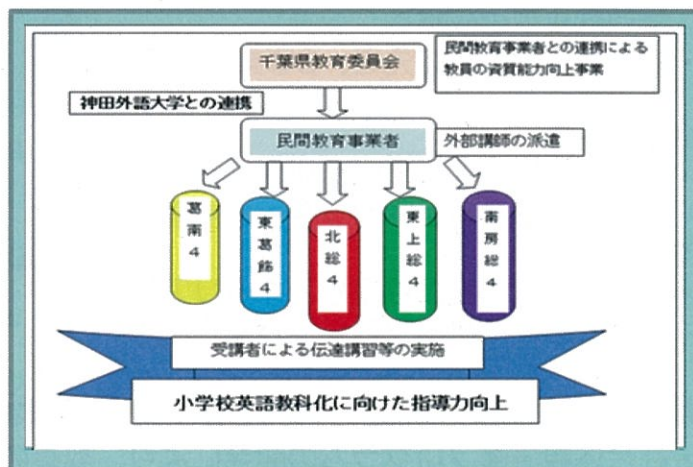 千葉県教育委員会
民間教育事業者との連携による
教員の資質能力向上事業
神田外語大学との連携
民間教育事業者
外部講師の派遣
葛南4
東葛飾4
北総4
東上総4
南房総4
受講者による伝達講習等の実施
小学校英語教科化に向けた指導力向上